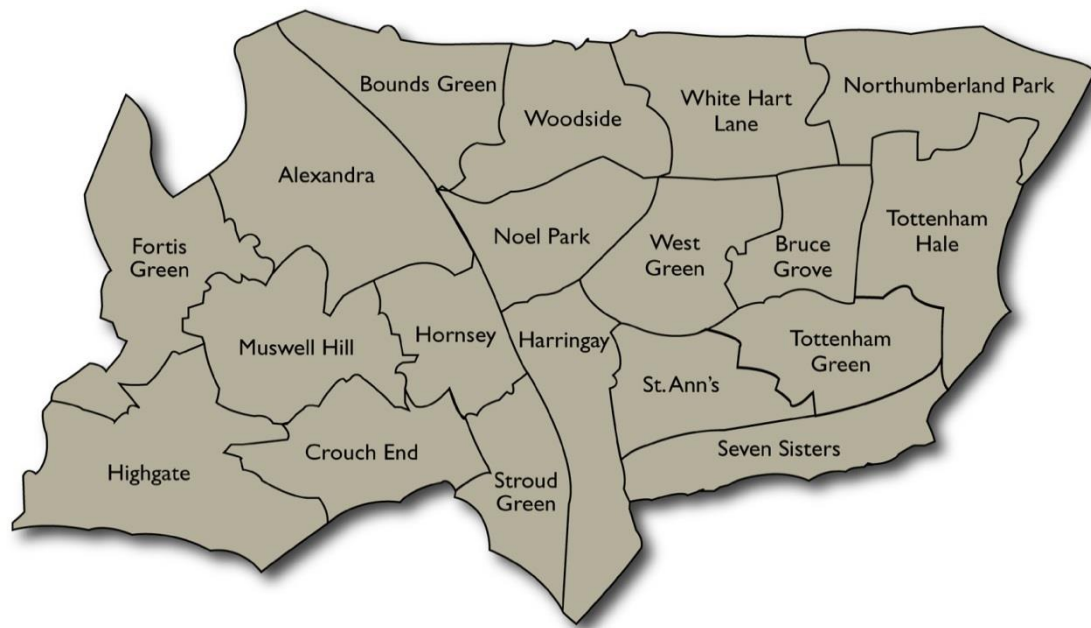 Bounds Green
Woodside
White Hart
Lane
Northumberland Park
Alexandra
Fortis
Green
Noel Park
West
Green
Bruce
Grove
Tottenham
Hale
Muswell Hill
Hornsey
Harringay
Tottenham
Green
St. Ann's
Highgate
Crouch End
Stroud
Green
Seven Sisters